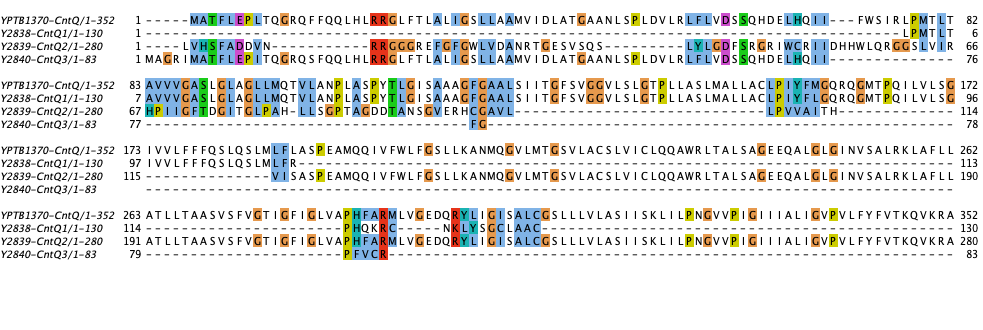 YPTB1370-CntQ/1-352 1 -----MATFLEPLTQGRQFFQQLHLRRGLFTLALIGSLLAAMVIDLATGAANLSPLDVLRLFLVDSSQHDELHQII---FWSIRLPMTLT 82
Y2838-CntQ1/1-130 1 ------------------------------------------------------------------------------------LPMTLT 6
Y2839-CntQ2/1-280 1 -----LVHSFADDVN----------RRGGGREFGFGWLVDANRTGESVSQS---------LYLGDFSRGRIWCRIIDHHWLQRGGSLVIR 66
Y2840-CntQ3/1-83 1 MAGRIMATFLEPITQGRQSFQQLHLRRGLFTLALIGSLLAAMVIDLATGAANLSPLDVLRLFLVDSSQHDELHQII-------------- 76
YPTB1370-CntQ/1-352 83 AVVVGASLGLAGLLMQTVLANPLASPYTLGISAAAGFGAALSIITGFSVGGVLSLGTPLLASLMALLACLPIYFMGQRQGMTPQILVLSG 172
Y2838-CntQ1/1-130 7 AVVVGASLGLAGLLMQTVLANPLASPYTLGISAAAGFGAALSIITGFSVGGVLSLGTPLLASLMALLACLPIYFLGQRQGMTPQILVLSG 96
Y2839-CntQ2/1-280 67 HPIIGFTDGITGLPAH-LLSGPTAGDDTANSGVERHCGAVL----------------------------LPVVAITH------------- 114
Y2840-CntQ3/1-83 77 ------------------------------------FG---------------------------------------------------- 78
YPTB1370-CntQ/1-352 173 IVVLFFFQSLQSLMLFLASPEAMQQIVFWLFGSLLKANMQGVLMTGSVLACSLVICLQQAWRLTALSAGEEQALGLGINVSALRKLAFLL 262
Y2838-CntQ1/1-130 97 IVVLFFFQSLQSLMLFR------------------------------------------------------------------------- 113
Y2839-CntQ2/1-280 115 --------------VISASPEAMQQIVFWLFGSLLKANMQGVLMTGSVLACSLVICLQQAWRLTALSAGEEQALGLGINVSALRKLAFLL 190
Y2840-CntQ3/1-83 ------------------------------------------------------------------------------------------
YPTB1370-CntQ/1-352 263 ATLLTAASVSFVGTIGFIGLVAPHFARMLVGEDQRYLIGISALCGSLLLVLASIISKLILPNGVVPIGIIIALIGVPVLFYFVTKQVKRA 352
Y2838-CntQ1/1-130 114 ----------------------PHQKRC-----NKLYSGCLAAC---------------------------------------------- 130
Y2839-CntQ2/1-280 191 ATLLTAASVSFVGTIGFIGLVAPHFARMLVGEDQRYLIGISALCGSLLLVLASIISKLILPNGVVPIGIIIALIGVPVLFYFVTKQVKRA 280
Y2840-CntQ3/1-83 79 ----------------------PFVCR--------------------------------------------------------------- 83